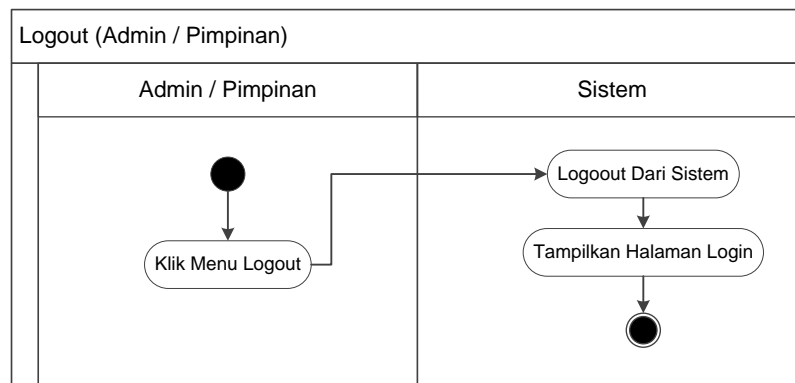 Logout (Admin / Pimpinan)
Admin / Pimpinan
Sistem
Logoout Dari Sistem
Klik Menu Logout
Tampilkan Halaman Login